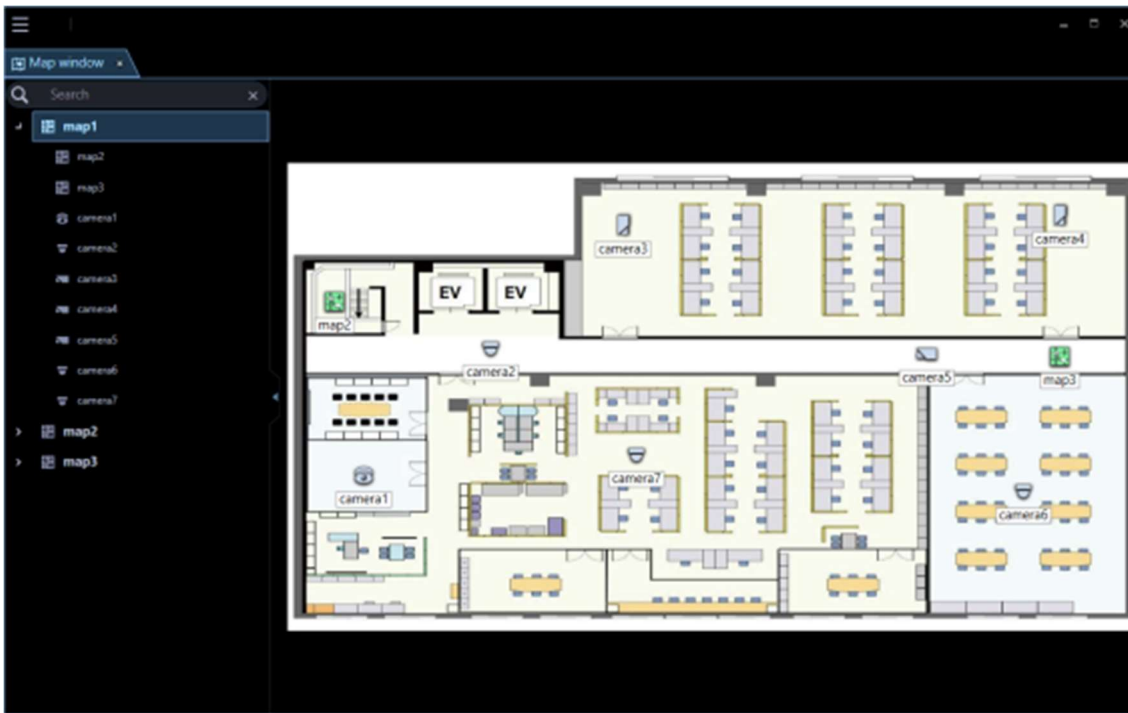 Map window ×
Search ×
map1
map2
map3
camera1
camera2
camera3
camera4
camera5
camera6
camera7
map2
map3
camera3
camera4
EV EV
map2
camera2
camera5
map3
camera7
camera1
camera6